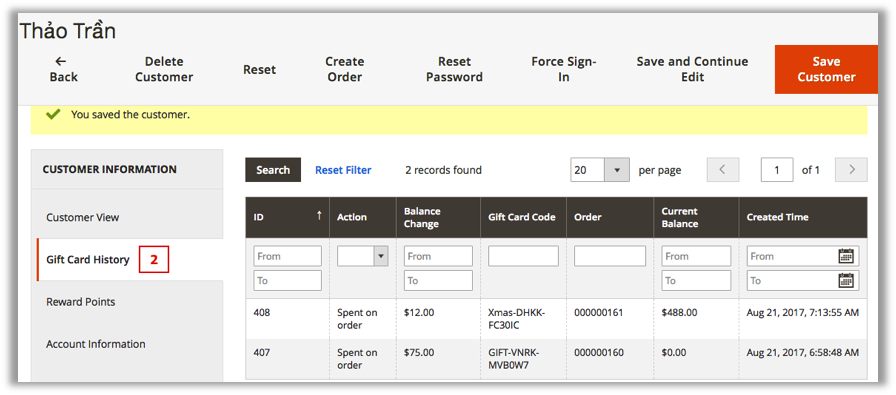 Thảo Trần
← Back
Delete Customer
Reset
Create Order
Reset Password
Force Sign-In
Save and Continue Edit
Save Customer
You saved the customer.
CUSTOMER INFORMATION
Customer View
Gift Card History 2
Reward Points
Account Information
Search Reset Filter 2 records found 20 per page 1 of 1
ID ↑ Action Balance Change Gift Card Code Order Current Balance Created Time
From From From From
To To To To
408 Spent on order $12.00 Xmas-DHKK-FC30IC 000000161 $488.00 Aug 21, 2017, 7:13:55 AM
407 Spent on order $75.00 GIFT-VNRK-MVB0W7 000000160 $0.00 Aug 21, 2017, 6:58:48 AM